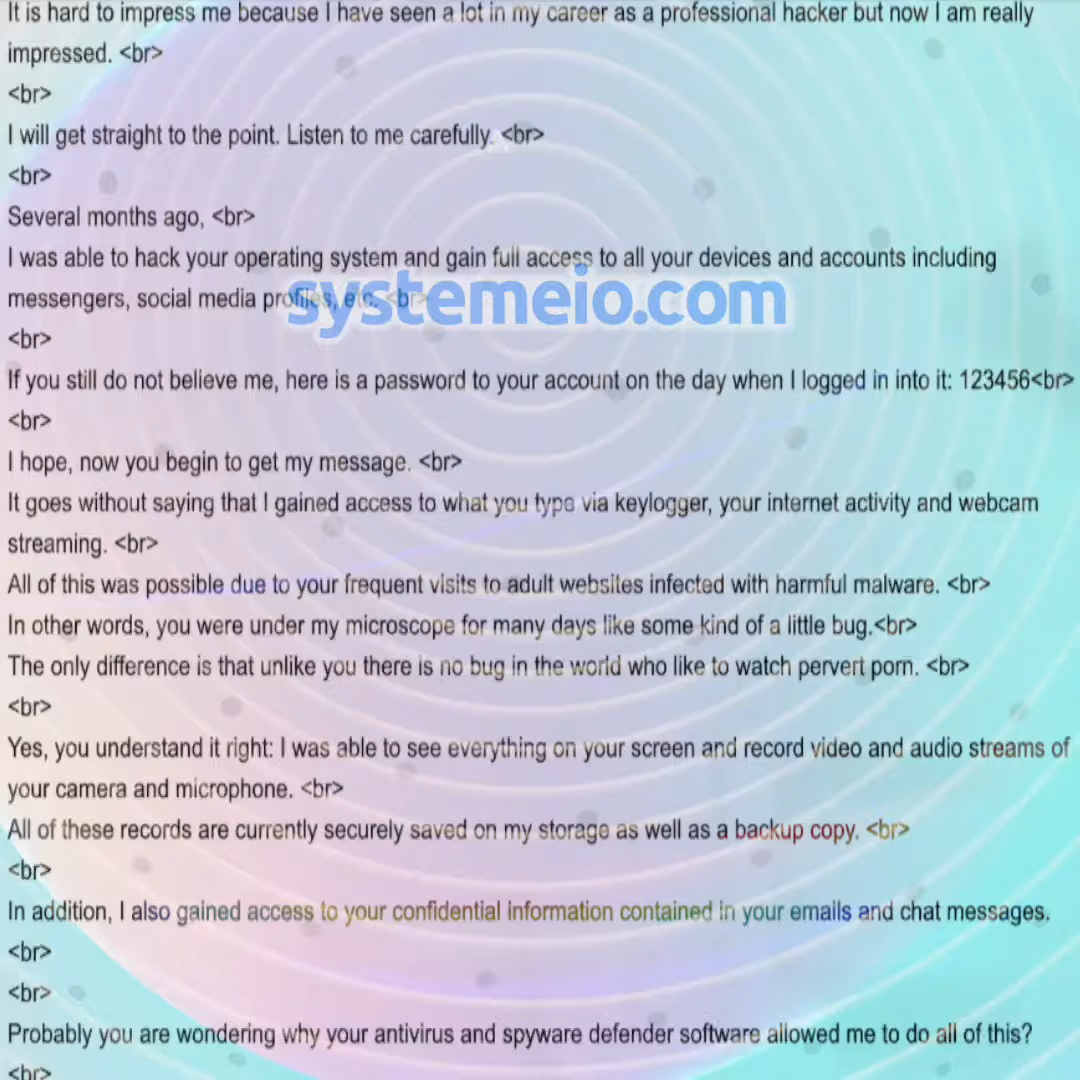 It is hard to impress me because I have seen a lot in my career as a professional hacker but now I am really
impressed. <br>
<br>
I will get straight to the point. Listen to me carefully. <br>
<br>
Several months ago, <br>
I was able to hack your operating system and gain full access to all your devices and accounts including
messengers, social media profiles, etc. <br>
systemeio.com
<br>
If you still do not believe me, here is a password to your account on the day when I logged in into it: 123456<br>
<br>
I hope, now you begin to get my message. <br>
It goes without saying that I gained access to what you type via keylogger, your internet activity and webcam
streaming. <br>
All of this was possible due to your frequent visits to adult websites infected with harmful malware. <br>
In other words, you were under my microscope for many days like some kind of a little bug.<br>
The only difference is that unlike you there is no bug in the world who like to watch pervert porn. <br>
<br>
Yes, you understand it right: I was able to see everything on your screen and record video and audio streams of
your camera and microphone. <br>
All of these records are currently securely saved on my storage as well as a backup copy. <br>
<br>
In addition, I also gained access to your confidential information contained in your emails and chat messages.
<br>
<br>
Probably you are wondering why your antivirus and spyware defender software allowed me to do all of this?
<br>